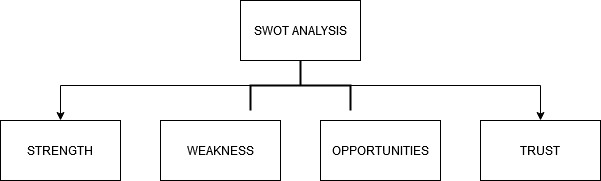 SWOT ANALYSIS
STRENGTH
WEAKNESS
OPPORTUNITIES
TRUST